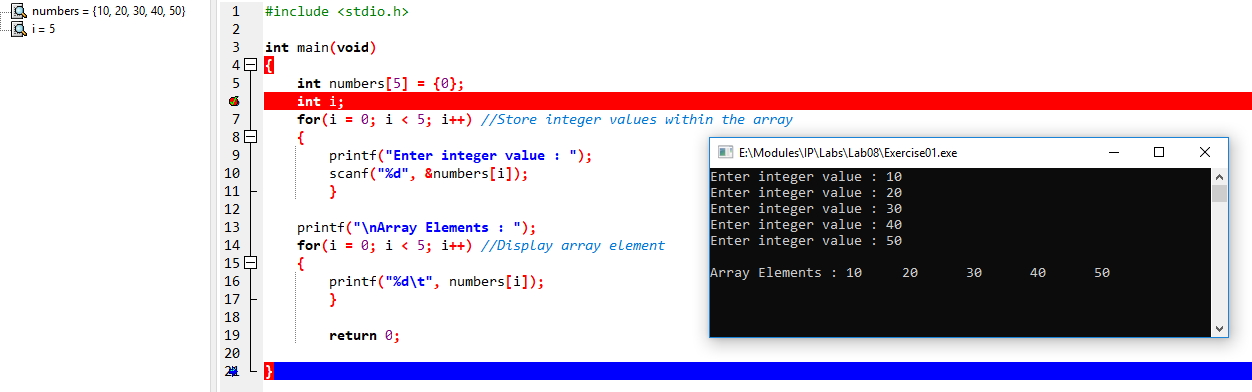 numbers = {10, 20, 30, 40, 50}
i = 5
1 #include <stdio.h>
2
3 int main(void)
4 {
5     int numbers[5] = {0};
    int i;
7     for(i = 0; i < 5; i++) //Store integer values within the array
8     {
9         printf("Enter integer value : ");
10         scanf("%d", &numbers[i]);
11         }
12
13     printf("\nArray Elements : ");
14     for(i = 0; i < 5; i++) //Display array element
15     {
16         printf("%d\t", numbers[i]);
17         }
18
19         return 0;
20
21 }
E:\Modules\IP\Labs\Lab08\Exercise01.exe
Enter integer value : 10
Enter integer value : 20
Enter integer value : 30
Enter integer value : 40
Enter integer value : 50
Array Elements : 10     20      30      40      50